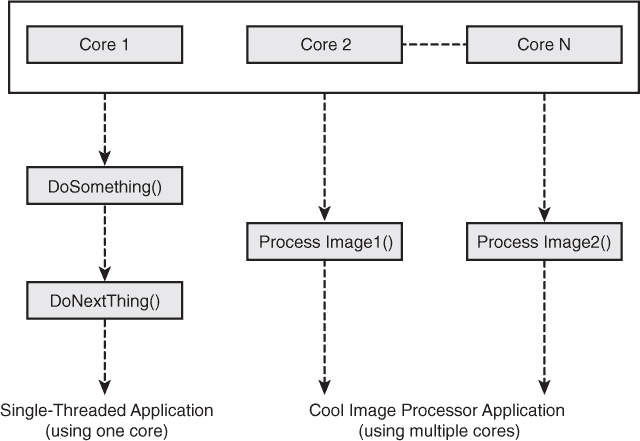 Core 1
Core 2
Core N
DoSomething()
Process Image1()
Process Image2()
DoNextThing()
Single-Threaded Application
(using one core)
Cool Image Processor Application
(using multiple cores)